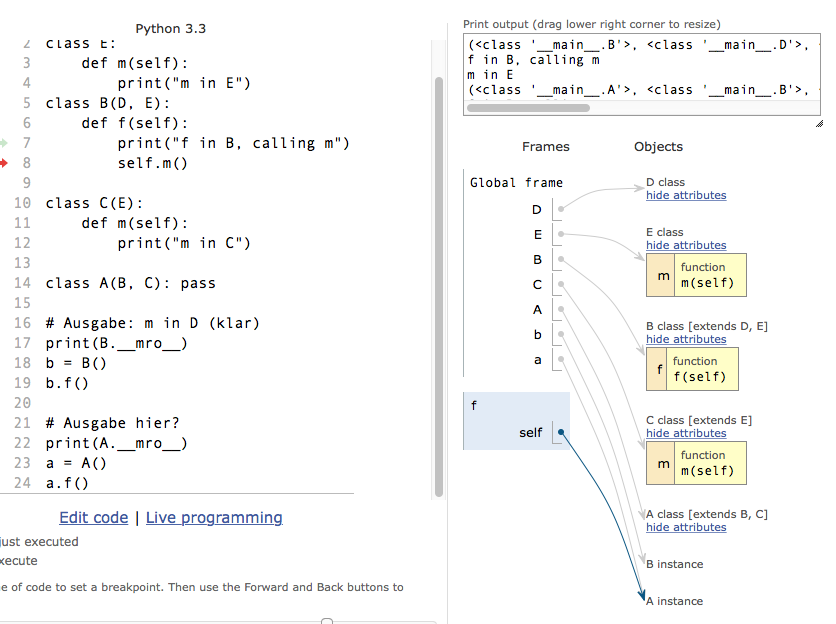 Python 3.3
2 class E:
3     def m(self):
4         print("m in E")
5 class B(D, E):
6     def f(self):
7         print("f in B, calling m")
8         self.m()
9
10 class C(E):
11     def m(self):
12         print("m in C")
13
14 class A(B, C): pass
15
16 # Ausgabe: m in D (klar)
17 print(B.__mro__)
18 b = B()
19 b.f()
20
21 # Ausgabe hier?
22 print(A.__mro__)
23 a = A()
24 a.f()
Edit code | Live programming
just executed
xecute
e of code to set a breakpoint. Then use the Forward and Back buttons to
Print output (drag lower right corner to resize)
(<class '__main__.B'>, <class '__main__.D'>,
f in B, calling m
m in E
(<class '__main__.A'>, <class '__main__.B'>,
Frames
Objects
Global frame
D
E
B
C
A
b
a
f
self
D class
hide attributes
E class
hide attributes
m
function
m(self)
B class [extends D, E]
hide attributes
f
function
f(self)
C class [extends E]
hide attributes
m
function
m(self)
A class [extends B, C]
hide attributes
B instance
A instance